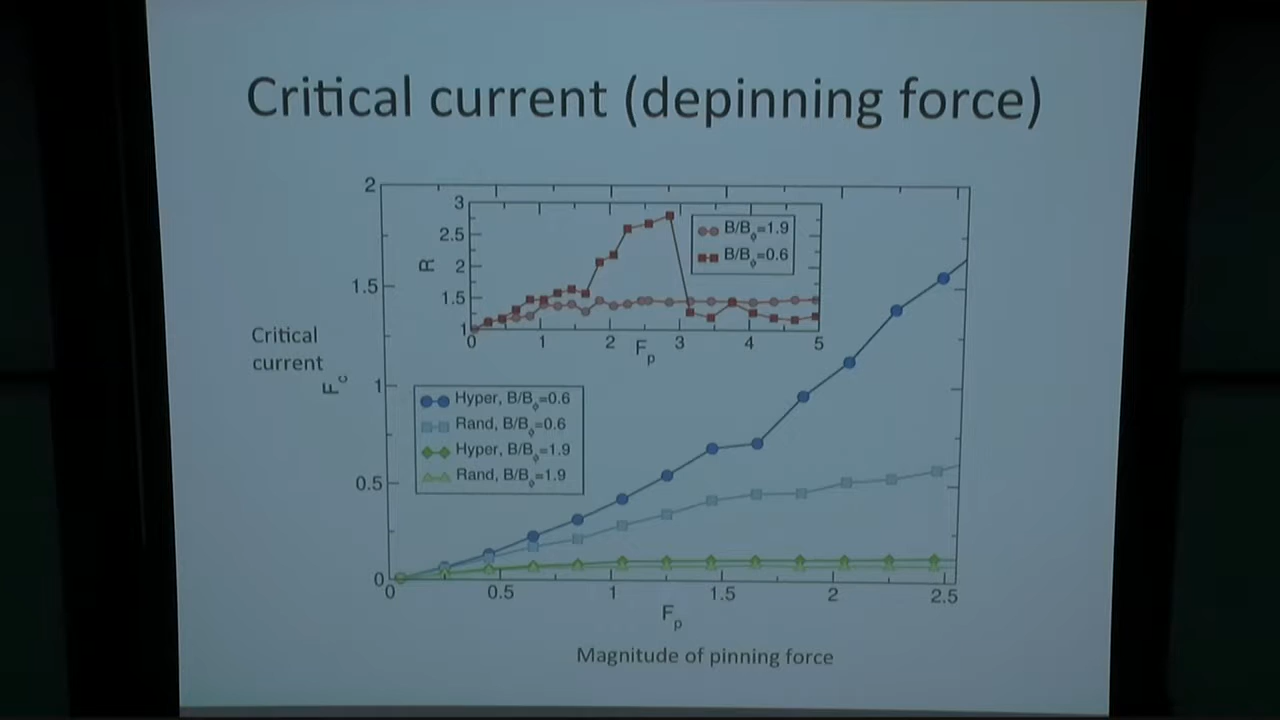 Critical current (depinning force)
2
1.5
1
0.5
0
Critical
current
F_c
3
2.5
2
1.5
1
R
B/B_ϕ=1.9
B/B_ϕ=0.6
0 1 2 3 4 5
F_p
Hyper, B/B_ϕ=0.6
Rand, B/B_ϕ=0.6
Hyper, B/B_ϕ=1.9
Rand, B/B_ϕ=1.9
0 0.5 1 1.5 2 2.5
F_p
Magnitude of pinning force